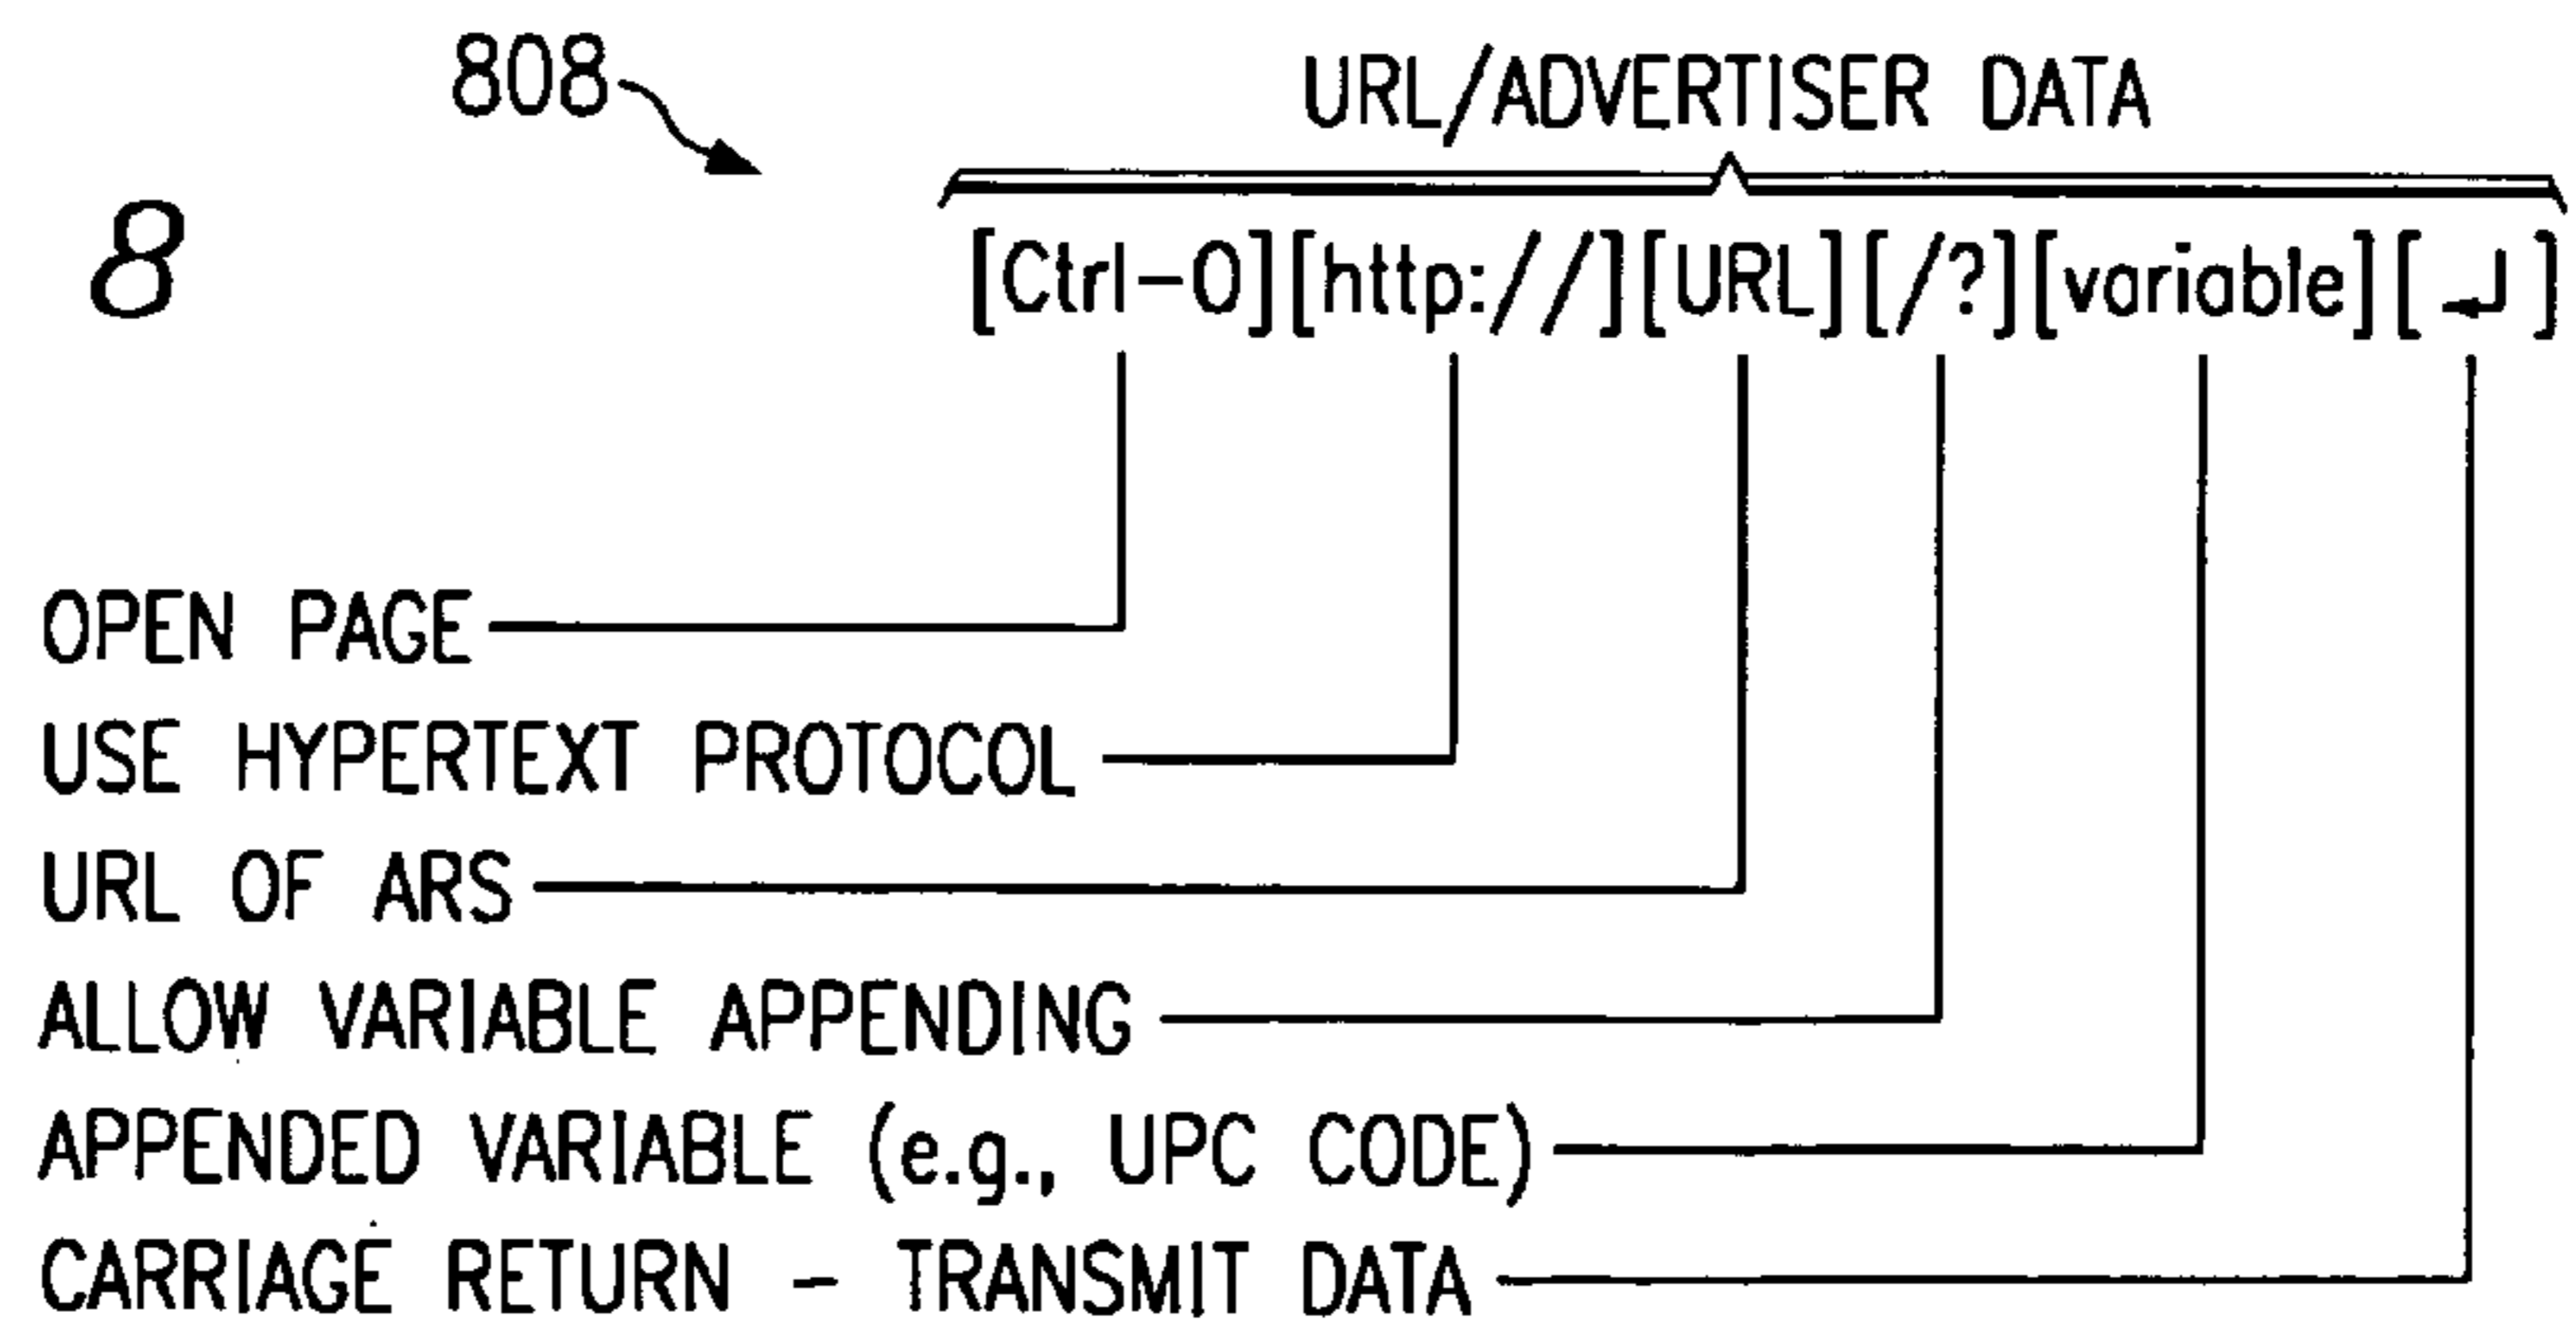 808
URL/ADVERTISER DATA
8
[Ctrl-O][http://][URL][/?][variable][↲]
OPEN PAGE
USE HYPERTEXT PROTOCOL
URL OF ARS
ALLOW VARIABLE APPENDING
APPENDED VARIABLE (e.g., UPC CODE)
CARRIAGE RETURN - TRANSMIT DATA